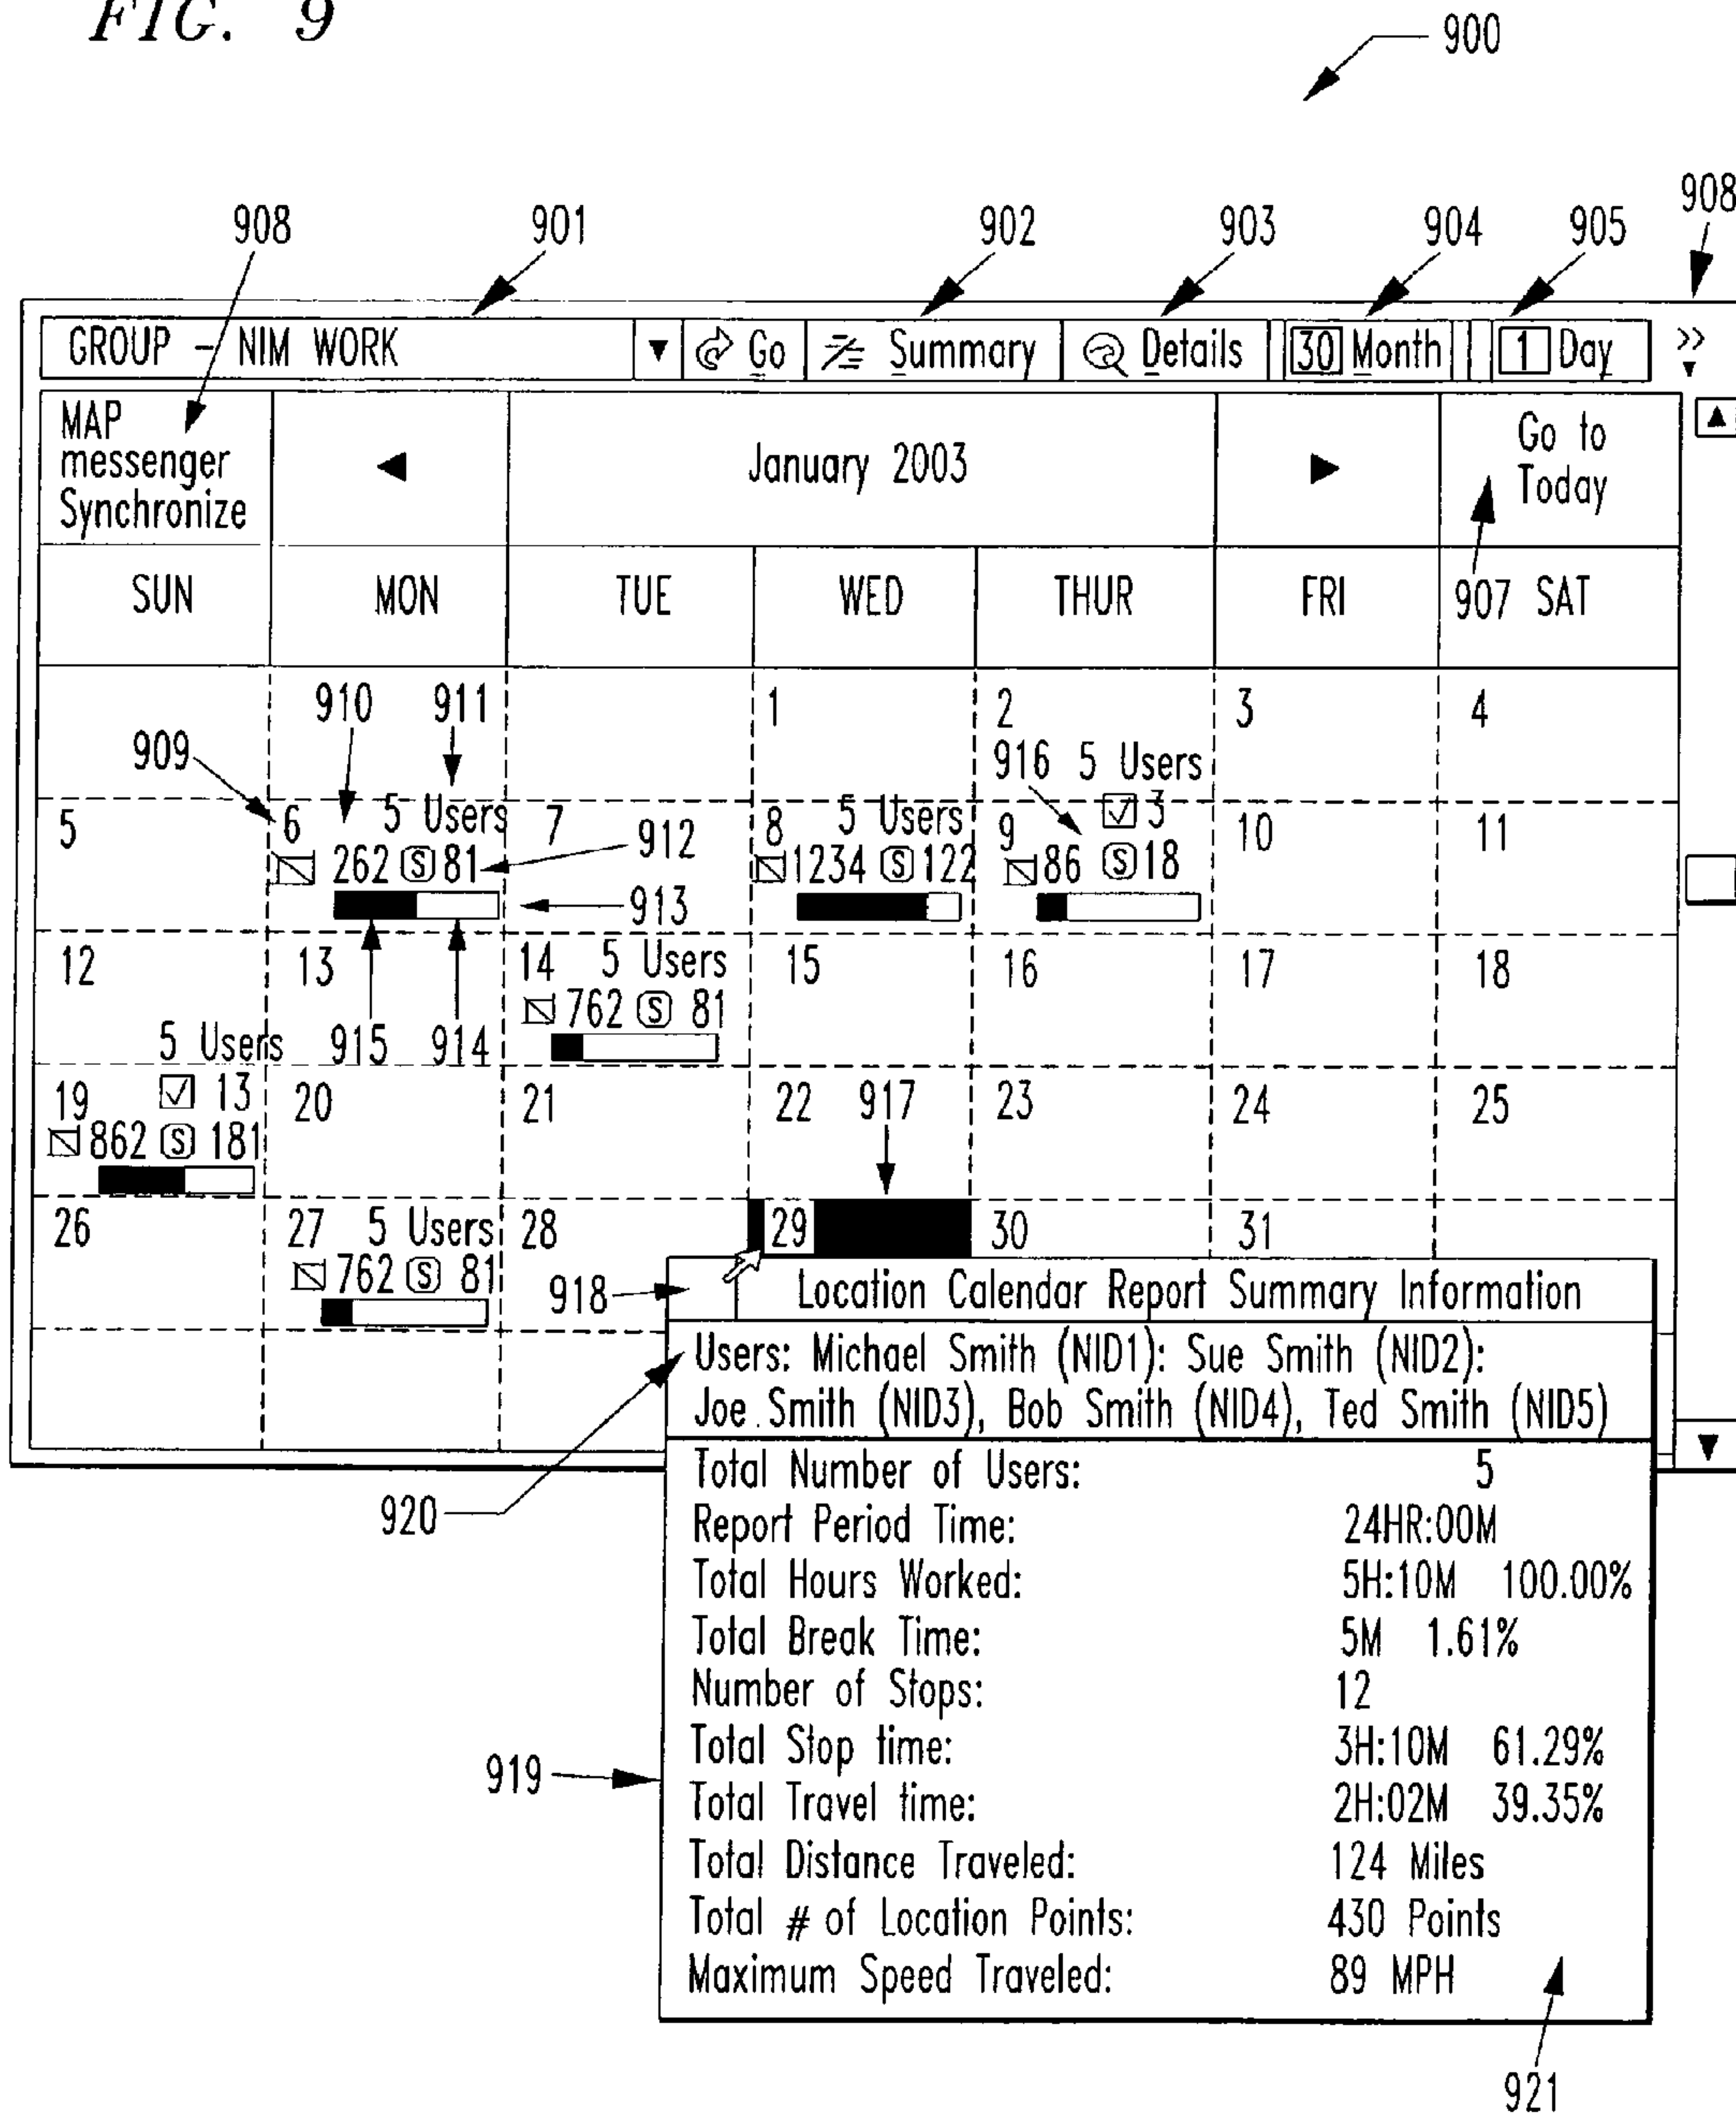 FIG. 9
900
908 901 902 903 904 905 908
GROUP - NIM WORK ▼ Go Summary Details 30 Month 1 Day >>
MAP messenger Synchronize
◀ January 2003 ▶
Go to Today
907
SUN MON TUE WED THUR FRI SAT
910 911 1 2 3 4
909
916 5 Users
☑ 3
5 6 5 Users 7 8 5 Users 9 10 11
262 Ⓢ 81 912 1234 Ⓢ 122 86 Ⓢ 18
913
12 13 14 5 Users 15 16 17 18
762 Ⓢ 81
5 Users 915 914
19 ☑ 13 20 21 22 917 23 24 25
862 Ⓢ 181
26 27 5 Users 28 29 30 31
762 Ⓢ 81
918
Location Calendar Report Summary Information
Users: Michael Smith (NID1): Sue Smith (NID2):
Joe Smith (NID3), Bob Smith (NID4), Ted Smith (NID5)
920
Total Number of Users: 5
Report Period Time: 24HR:00M
Total Hours Worked: 5H:10M 100.00%
Total Break Time: 5M 1.61%
Number of Stops: 12
Total Stop time: 3H:10M 61.29%
919
Total Travel time: 2H:02M 39.35%
Total Distance Traveled: 124 Miles
Total # of Location Points: 430 Points
Maximum Speed Traveled: 89 MPH
921